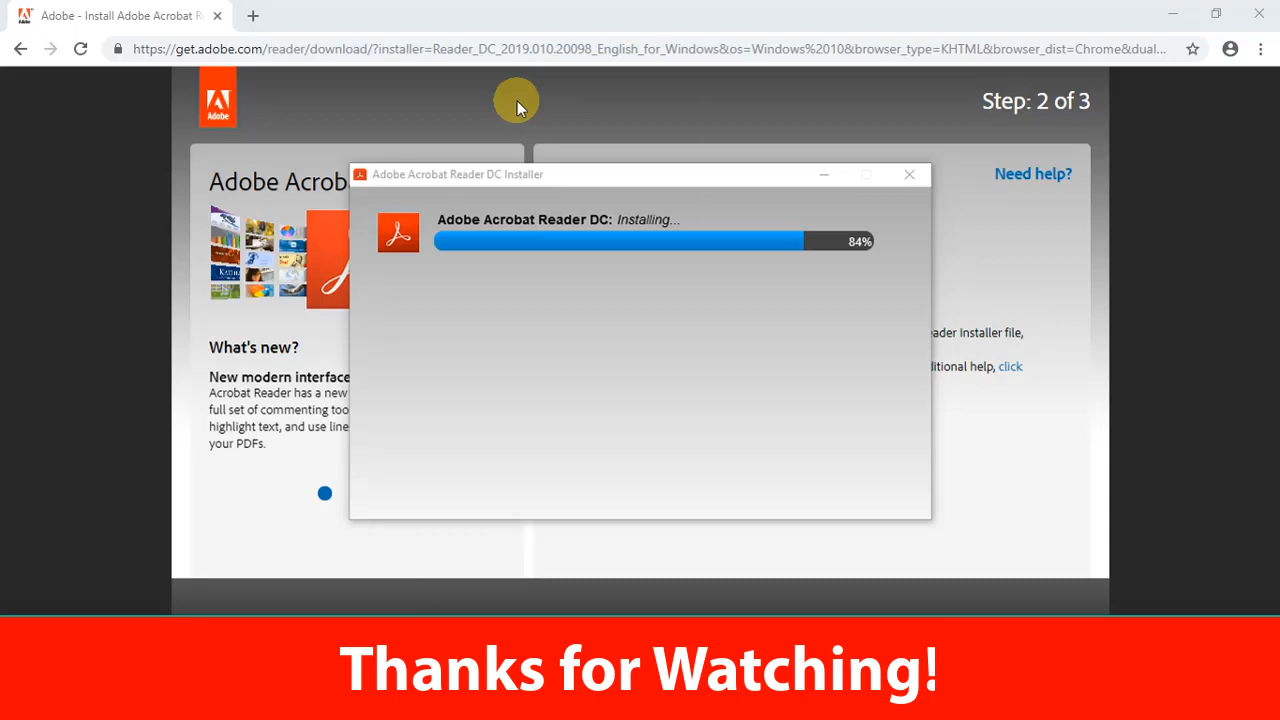 Adobe - Install Adobe Acrobat R
https://get.adobe.com/reader/download/?installer=Reader_DC_2019.010.20098_English_for_Windows&os=Windows%2010&browser_type=KHTML&browser_dist=Chrome&dual...
Adobe
Step: 2 of 3
Adobe Acrob
Need help?
Adobe Acrobat Reader DC Installer
Adobe Acrobat Reader DC: Installing...
84%
What's new?
New modern interface
Acrobat Reader has a new
full set of commenting too
highlight text, and use line
your PDFs.
eader Installer file,
ditional help, click
Thanks for Watching!